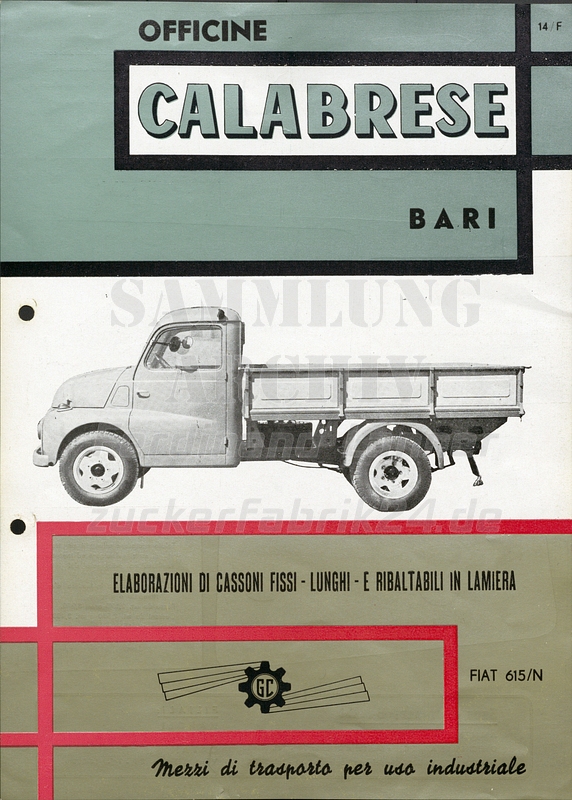 14/F
OFFICINE
CALABRESE
BARI
SAMMLUNG
ARCHIV
zuckerfabrik24.de
ELABORAZIONI DI CASSONI FISSI - LUNGHI - E RIBALTABILI IN LAMIERA
GC
FIAT 615/N
Mezzi di trasporto per uso industriale